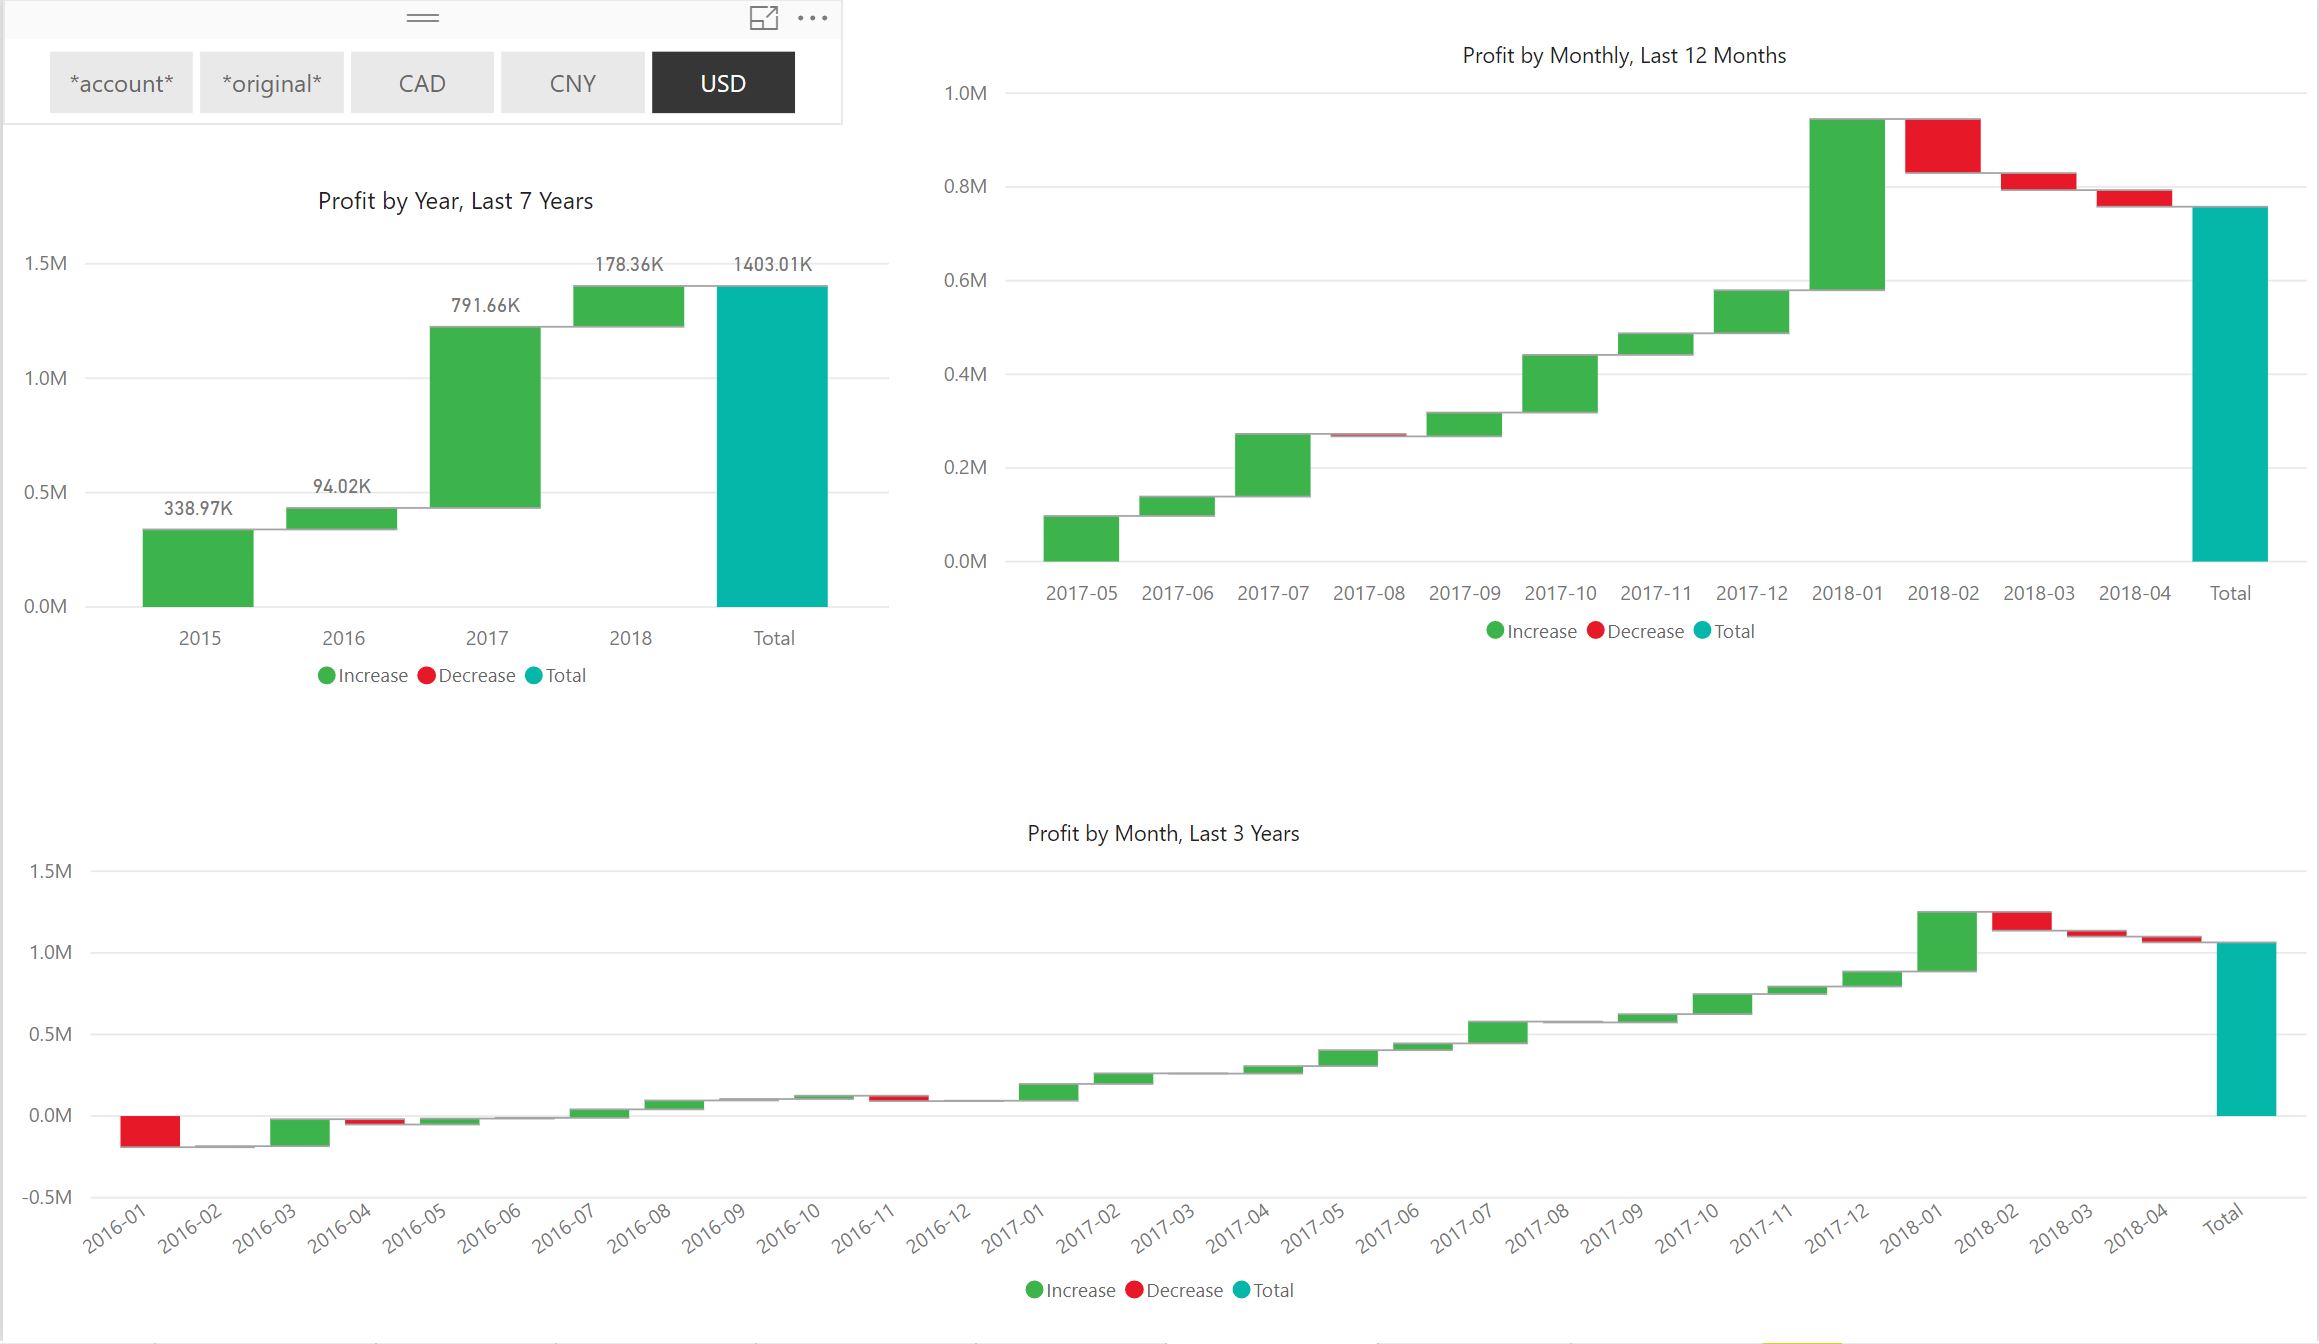 *account* *original* CAD CNY USD
Profit by Year, Last 7 Years
1.5M
1.0M
0.5M
0.0M
338.97K
94.02K
791.66K
178.36K
1403.01K
2015 2016 2017 2018 Total
Increase Decrease Total
Profit by Monthly, Last 12 Months
1.0M
0.8M
0.6M
0.4M
0.2M
0.0M
2017-05 2017-06 2017-07 2017-08 2017-09 2017-10 2017-11 2017-12 2018-01 2018-02 2018-03 2018-04 Total
Increase Decrease Total
Profit by Month, Last 3 Years
1.5M
1.0M
0.5M
0.0M
-0.5M
2016-01 2016-02 2016-03 2016-04 2016-05 2016-06 2016-07 2016-08 2016-09 2016-10 2016-11 2016-12 2017-01 2017-02 2017-03 2017-04 2017-05 2017-06 2017-07 2017-08 2017-09 2017-10 2017-11 2017-12 2018-01 2018-02 2018-03 2018-04 Total
Increase Decrease Total